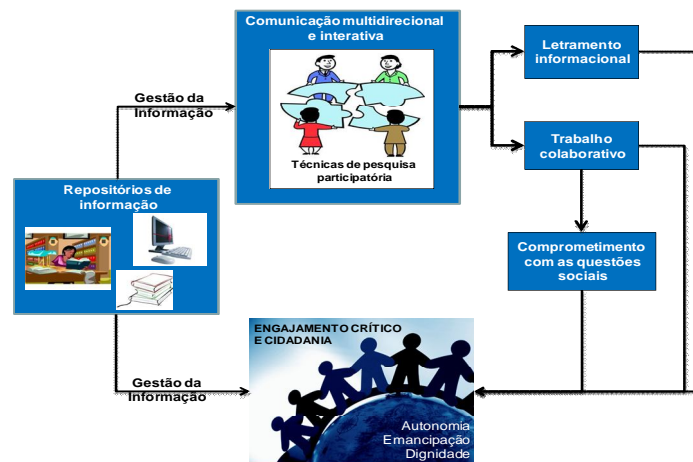 Comunicação multidirecional
e interativa
Técnicas de pesquisa
participatória
Letramento
informacional
Gestão da
Informação
Trabalho
colaborativo
Repositórios de
informação
Comprometimento
com as questões
sociais
ENGAJAMENTO CRÍTICO
E CIDADANIA
Gestão da
Informação
Autonomia
Emancipação
Dignidade